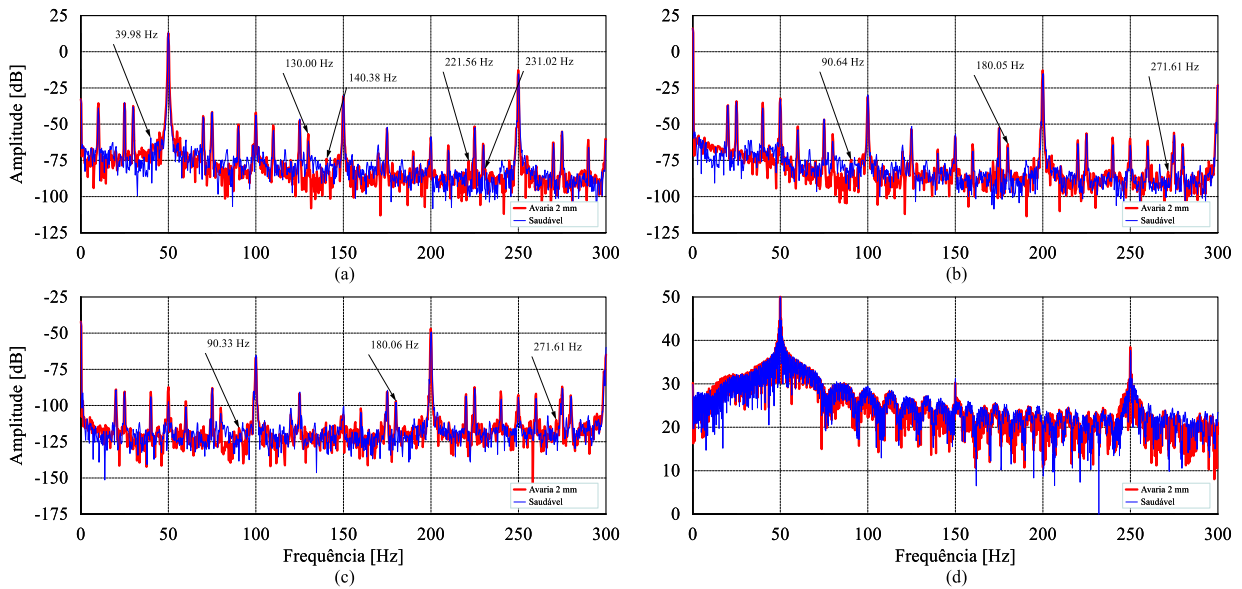 Amplitude [dB]
25
0
-25
-50
-75
-100
-125
39.98 Hz
130.00 Hz
140.38 Hz
221.56 Hz
231.02 Hz
Avaria 2 mm
Saudável
0 50 100 150 200 250 300
(a)
25
0
-25
-50
-75
-100
-125
90.64 Hz
180.05 Hz
271.61 Hz
Avaria 2 mm
Saudável
0 50 100 150 200 250 300
(b)
Amplitude [dB]
-25
-50
-75
-100
-125
-150
-175
90.33 Hz
180.06 Hz
271.61 Hz
Avaria 2 mm
Saudável
0 50 100 150 200 250 300
Frequência [Hz]
(c)
50
40
30
20
10
0
Avaria 2 mm
Saudável
0 50 100 150 200 250 300
Frequência [Hz]
(d)